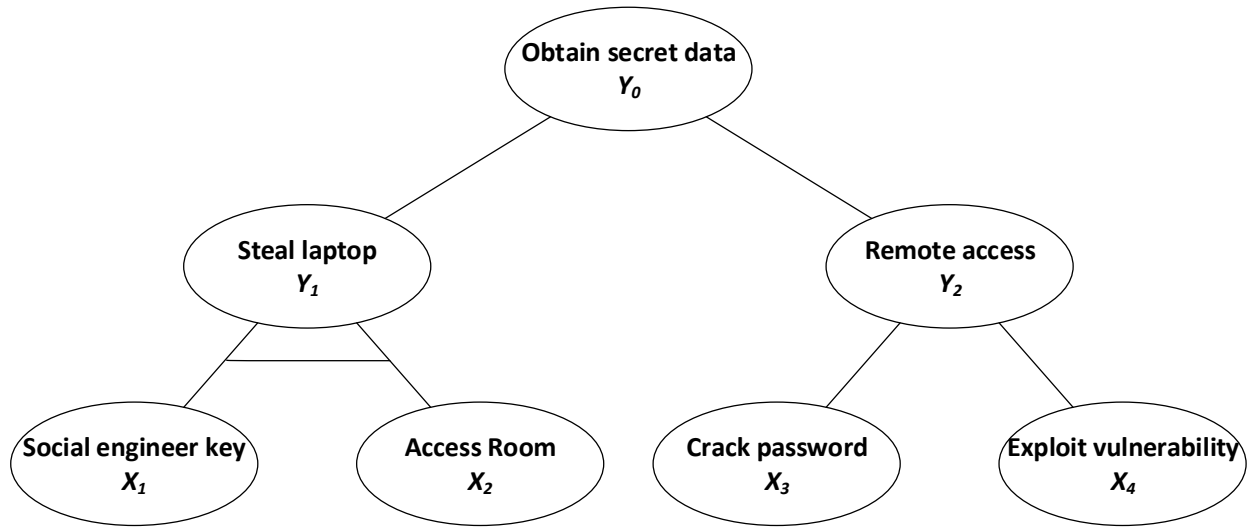 Obtain secret data
Y0
Steal laptop
Y1
Remote access
Y2
Social engineer key
X1
Access Room
X2
Crack password
X3
Exploit vulnerability
X4